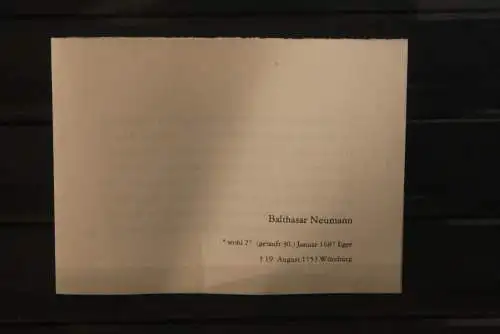 Balthasar Neumann
* wohl 27. (getauft 30.) Januar 1687 Eger
† 19. August 1753 Würzburg